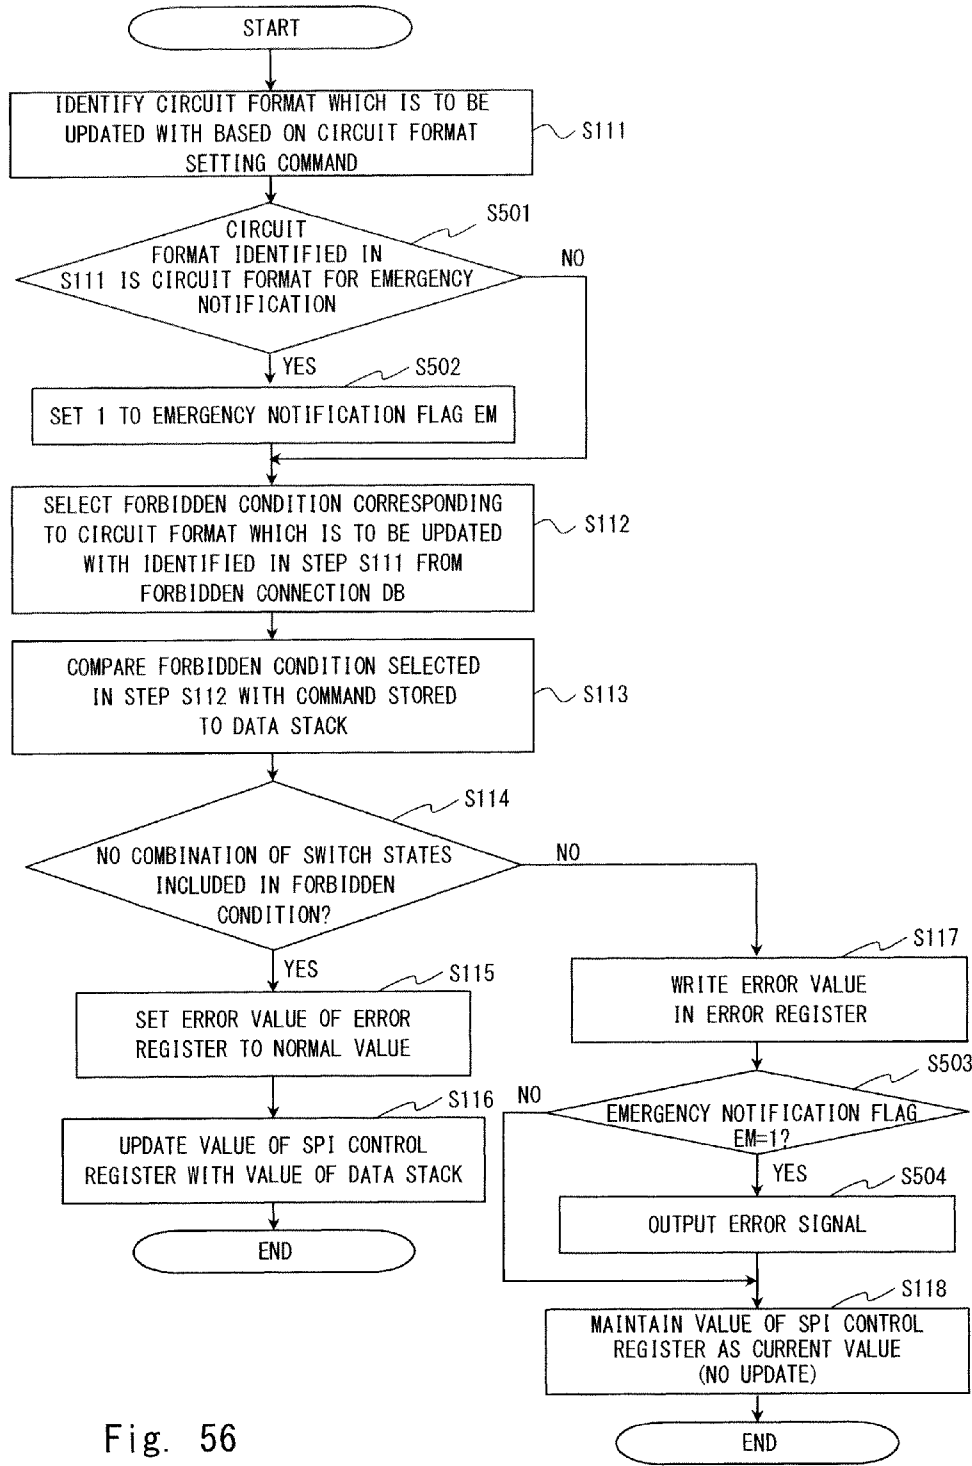 START
IDENTIFY CIRCUIT FORMAT WHICH IS TO BE
UPDATED WITH BASED ON CIRCUIT FORMAT
SETTING COMMAND
S111
S501
CIRCUIT
FORMAT IDENTIFIED IN
S111 IS CIRCUIT FORMAT FOR EMERGENCY
NOTIFICATION
NO
YES
S502
SET 1 TO EMERGENCY NOTIFICATION FLAG EM
SELECT FORBIDDEN CONDITION CORRESPONDING
TO CIRCUIT FORMAT WHICH IS TO BE UPDATED
WITH IDENTIFIED IN STEP S111 FROM
FORBIDDEN CONNECTION DB
S112
COMPARE FORBIDDEN CONDITION SELECTED
IN STEP S112 WITH COMMAND STORED
TO DATA STACK
S113
S114
NO COMBINATION OF SWITCH STATES
INCLUDED IN FORBIDDEN
CONDITION?
NO
YES
S115
SET ERROR VALUE OF ERROR
REGISTER TO NORMAL VALUE
S116
UPDATE VALUE OF SPI CONTROL
REGISTER WITH VALUE OF DATA STACK
END
S117
WRITE ERROR VALUE
IN ERROR REGISTER
S503
NO
EMERGENCY NOTIFICATION FLAG
EM=1?
YES
S504
OUTPUT ERROR SIGNAL
S118
MAINTAIN VALUE OF SPI CONTROL
REGISTER AS CURRENT VALUE
(NO UPDATE)
END
Fig. 56